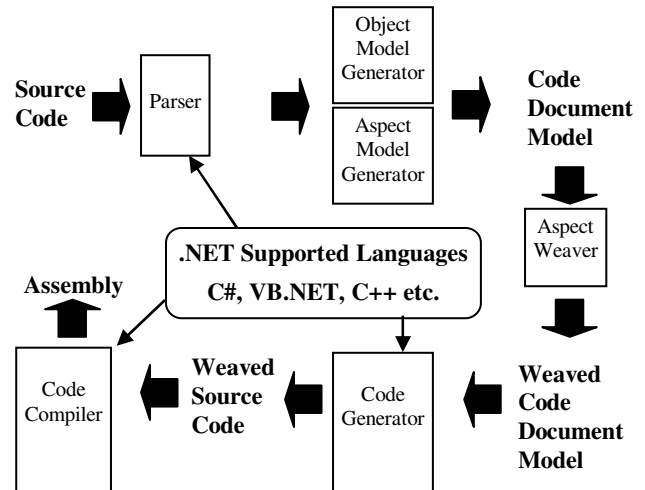 Source
Code
Parser
Object
Model
Generator
Aspect
Model
Generator
Code
Document
Model
Aspect
Weaver
.NET Supported Languages
C#, VB.NET, C++ etc.
Assembly
Code
Compiler
Weaved
Source
Code
Code
Generator
Weaved
Code
Document
Model